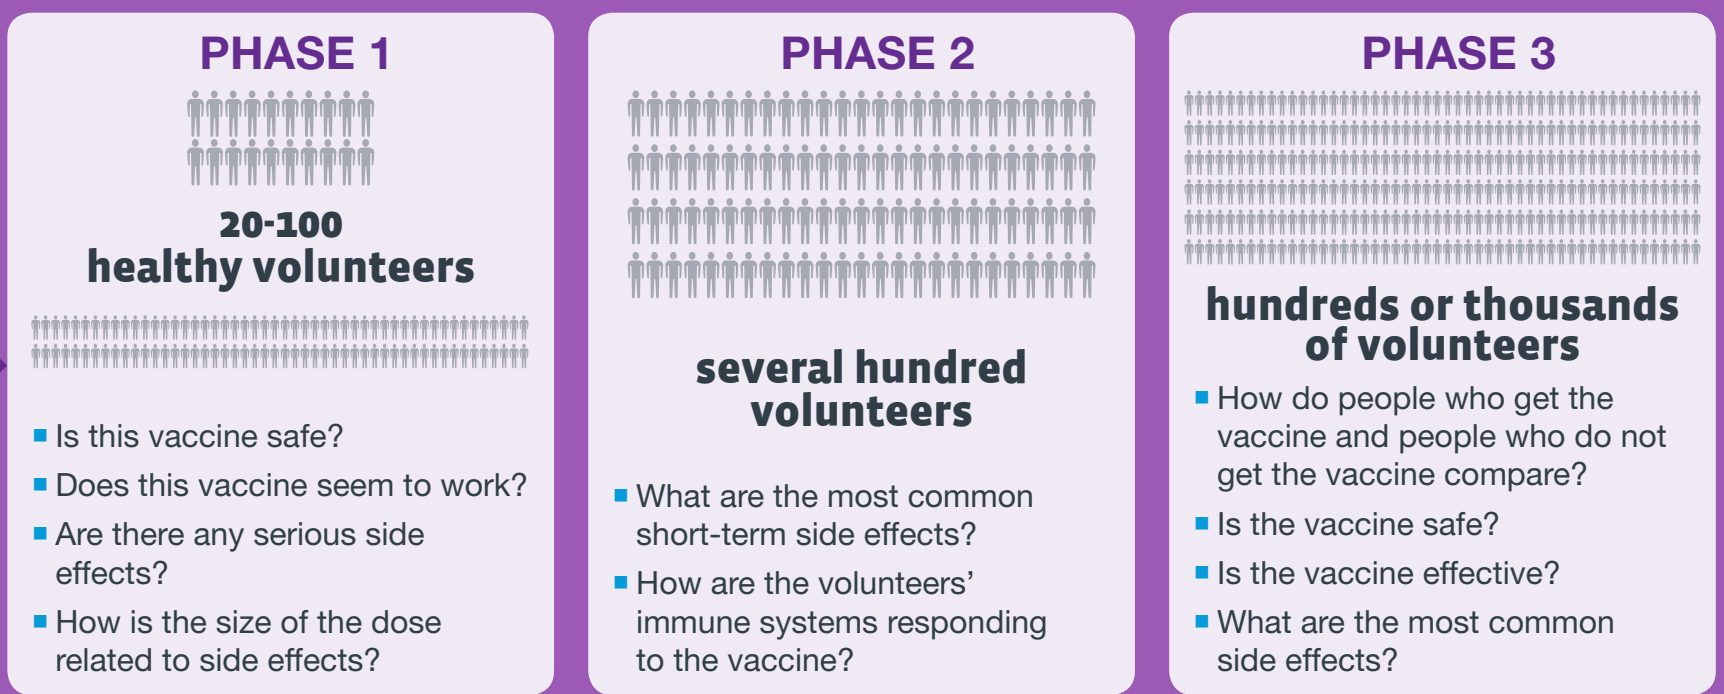 PHASE 1
20-100
healthy volunteers
Is this vaccine safe?
Does this vaccine seem to work?
Are there any serious side
effects?
How is the size of the dose
related to side effects?
PHASE 2
several hundred
volunteers
What are the most common
short-term side effects?
How are the volunteers’
immune systems responding
to the vaccine?
PHASE 3
hundreds or thousands
of volunteers
How do people who get the
vaccine and people who do not
get the vaccine compare?
Is the vaccine safe?
Is the vaccine effective?
What are the most common
side effects?